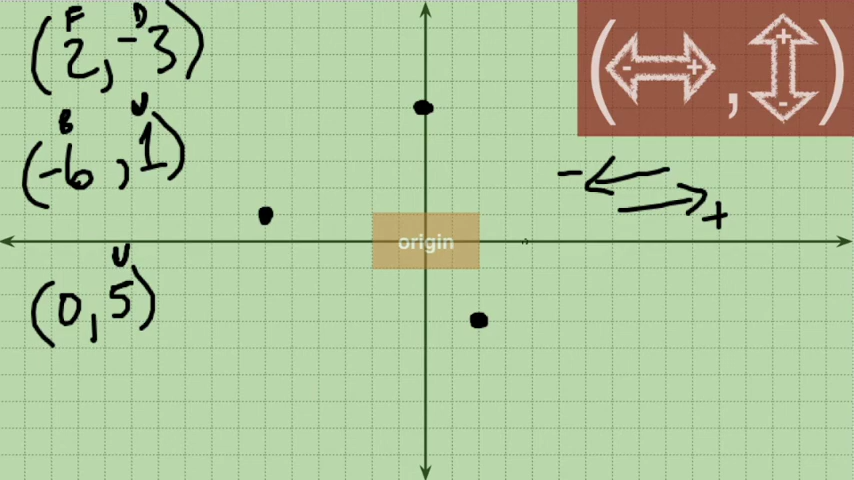 F D
(2, -3)
B U
(-6, 1)
U
(0, 5)
(- +, + -)
- +
origin